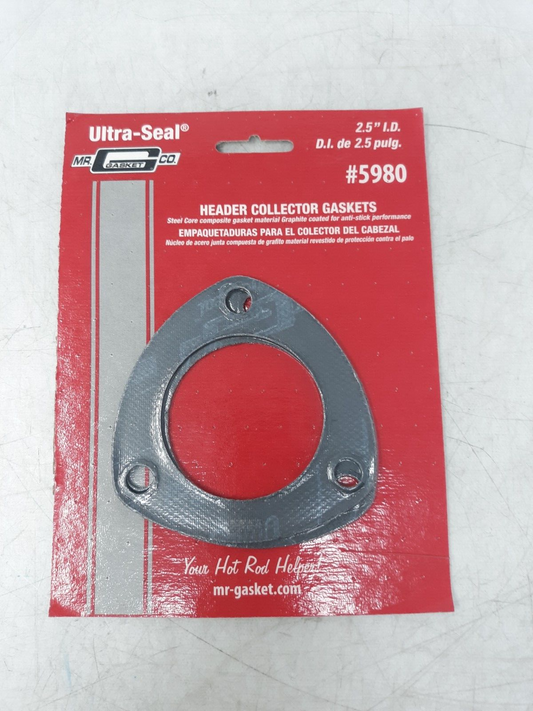 Ultra-Seal®
MR. GASKET CO.
2.5" I.D.
D.I. de 2.5 pulg.
#5980
HEADER COLLECTOR GASKETS
Steel Core composite gasket material Graphite coated for anti-stick performance
EMPAQUETADURAS PARA EL COLECTOR DEL CABEZAL
Núcleo de acero junta compuesta de grafito material revestido de protección contra el palo
Your Hot Rod Helper!
mr-gasket.com